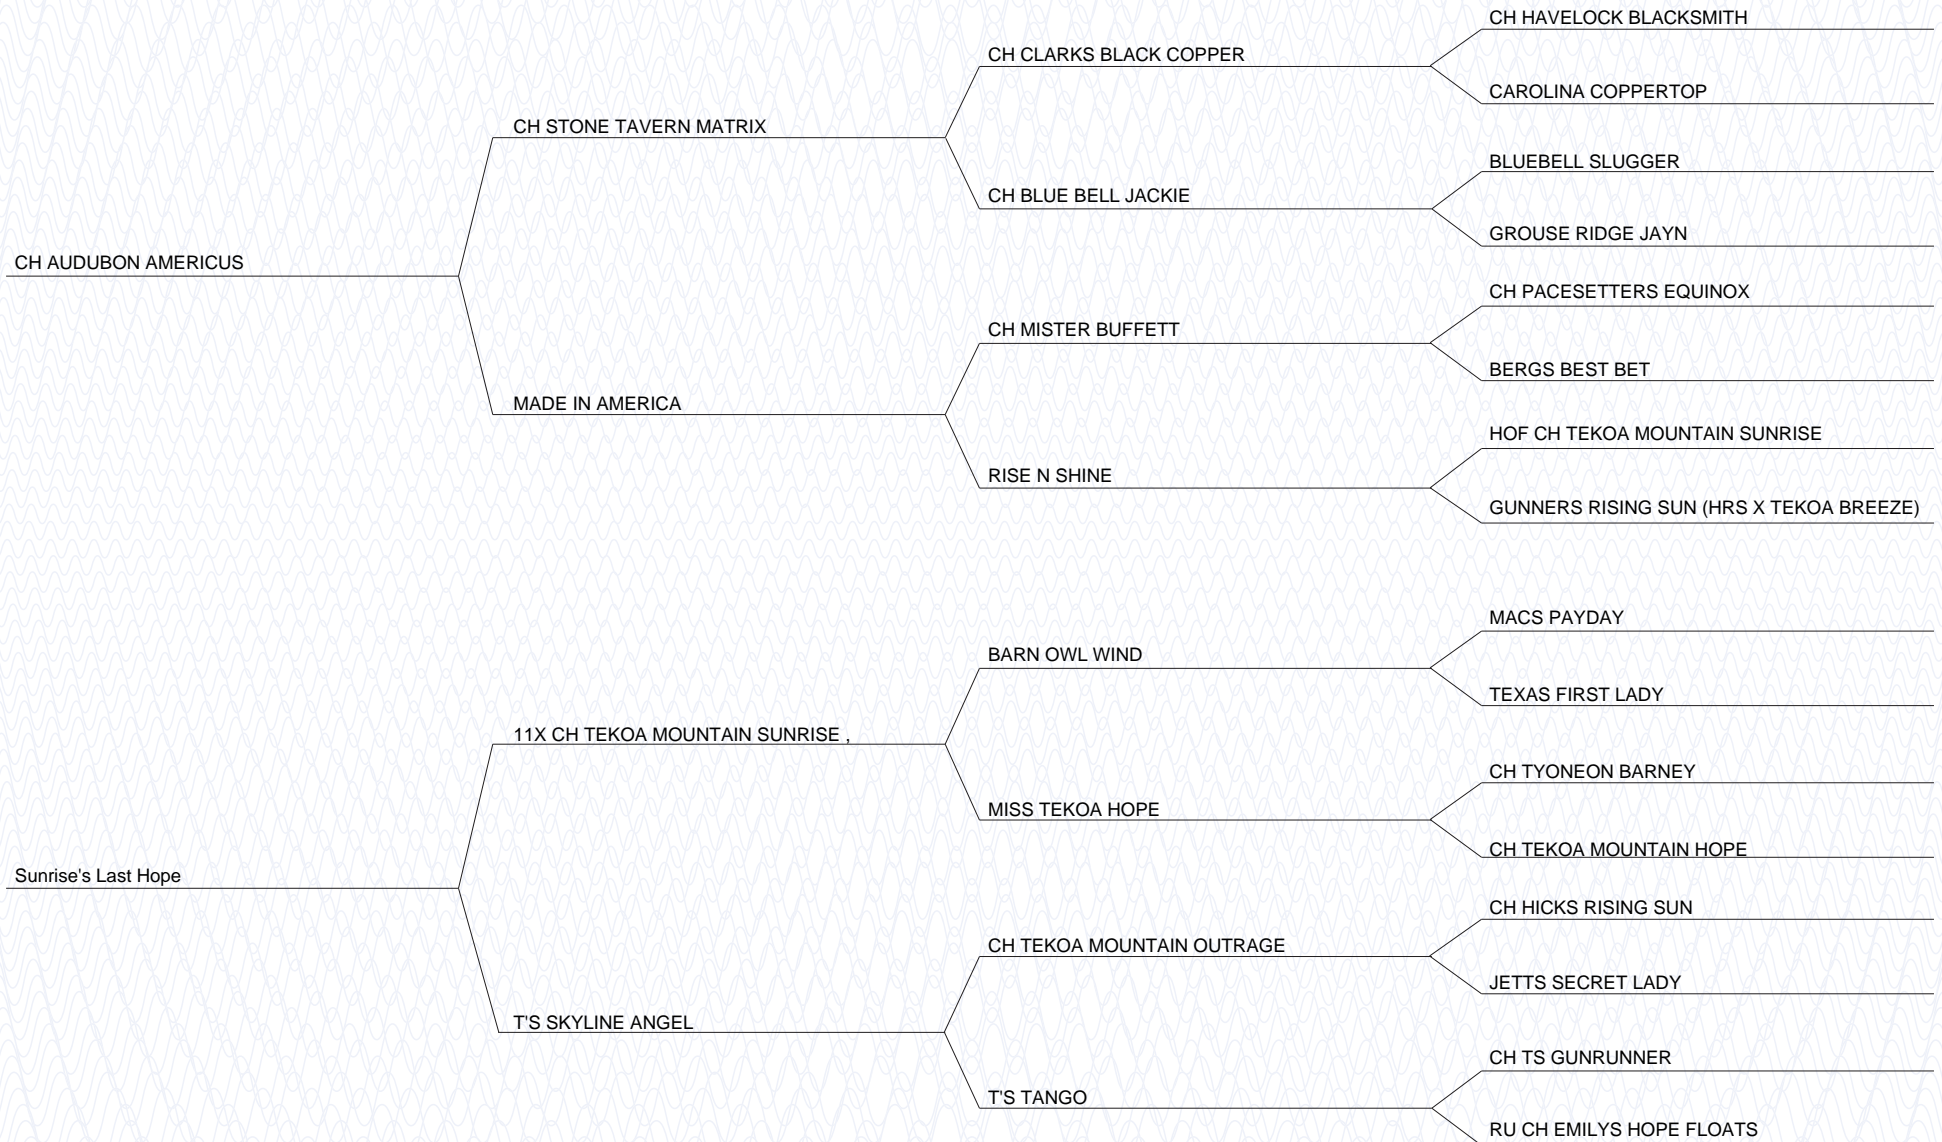 CH HAVELOCK BLACKSMITH
CH CLARKS BLACK COPPER
CAROLINA COPPERTOP
CH STONE TAVERN MATRIX
BLUEBELL SLUGGER
CH BLUE BELL JACKIE
GROUSE RIDGE JAYN
CH AUDUBON AMERICUS
CH PACESETTERS EQUINOX
CH MISTER BUFFETT
BERGS BEST BET
MADE IN AMERICA
HOF CH TEKOA MOUNTAIN SUNRISE
RISE N SHINE
GUNNERS RISING SUN (HRS X TEKOA BREEZE)
MACS PAYDAY
BARN OWL WIND
TEXAS FIRST LADY
11X CH TEKOA MOUNTAIN SUNRISE ,
CH TYONEON BARNEY
MISS TEKOA HOPE
CH TEKOA MOUNTAIN HOPE
Sunrise's Last Hope
CH HICKS RISING SUN
CH TEKOA MOUNTAIN OUTRAGE
JETTS SECRET LADY
T'S SKYLINE ANGEL
CH TS GUNRUNNER
T'S TANGO
RU CH EMILYS HOPE FLOATS